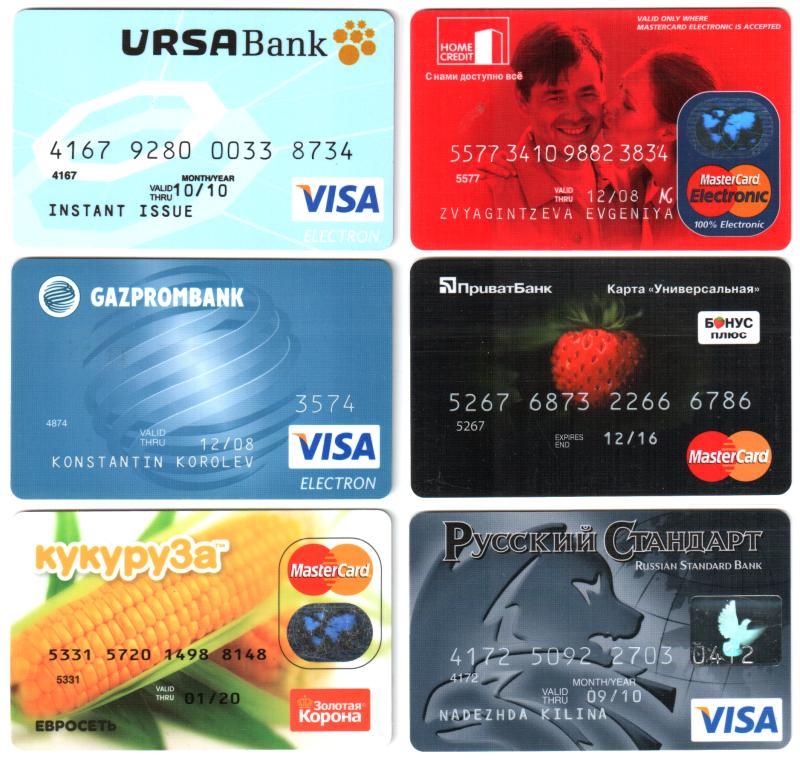 URSA Bank
4167 9280 0033 8734
4167
MONTH/YEAR
VALID THRU 10/10
INSTANT ISSUE
VISA
ELECTRON
HOME CREDIT
С нами доступно всё
VALID ONLY WHERE
MASTERCARD ELECTRONIC IS ACCEPTED
5577 3410 9882 3834
5577
VALID THRU 12/08
ZVYAGINTZEVA EVGENIYA
MasterCard
Electronic
100% Electronic
GAZPROMBANK
3574
4874
VALID THRU 12/08
KONSTANTIN KOROLEV
VISA
ELECTRON
ПриватБанк
Карта «Универсальная»
БОНУС
ПЛЮС
5267 6873 2266 6786
5267
EXPIRES END 12/16
MasterCard
кукуруЗа™
MasterCard
5331 5720 1498 8148
5331
VALID THRU 01/20
ЕВРОСЕТЬ
Золотая
Корона
Русский Стандарт
RUSSIAN STANDARD BANK
4172 5092 2703 0412
4172
MONTH/YEAR
VALID THRU 09/10
NADEZHDA KILINA
VISA